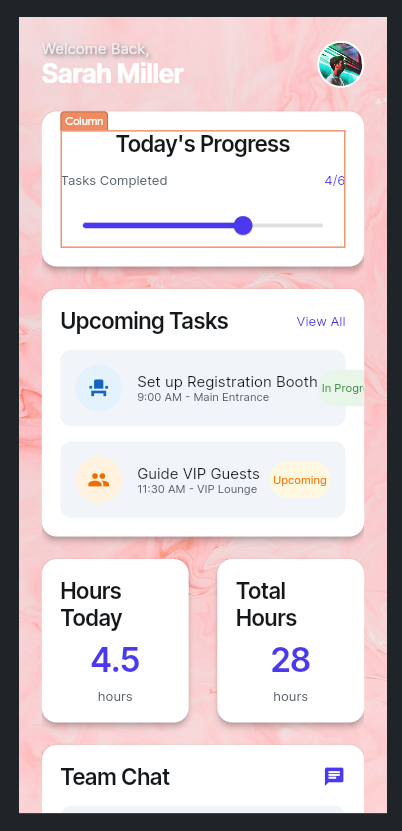 Welcome Back,
Sarah Miller
Column
Today's Progress
Tasks Completed 4/6
Upcoming Tasks View All
Set up Registration Booth In Progr
9:00 AM - Main Entrance
Guide VIP Guests Upcoming
11:30 AM - VIP Lounge
Hours Today
4.5
hours
Total Hours
28
hours
Team Chat